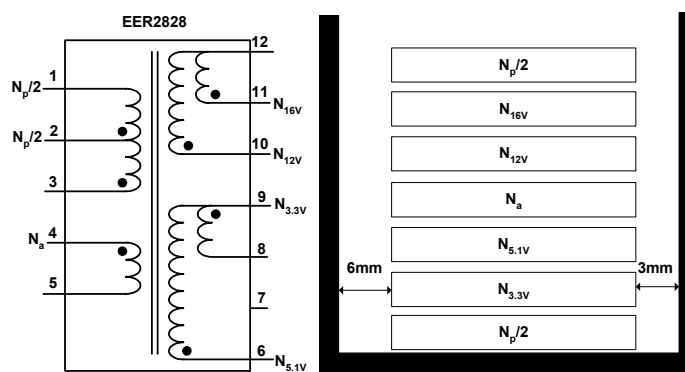 EER2828
12
1
Np/2
11
N16V
Np/2
2
10
N12V
3
9
N3.3V
Na
4
8
5
7
6
N5.1V
Np/2
N16V
N12V
Na
N5.1V
6mm
3mm
N3.3V
Np/2